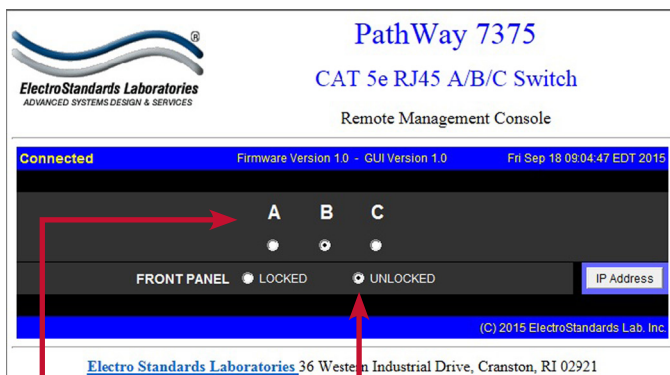 PathWay 7375
CAT 5e RJ45 A/B/C Switch
Remote Management Console
®
ElectroStandards Laboratories
ADVANCED SYSTEMS DESIGN & SERVICES
Connected Firmware Version 1.0 - GUI Version 1.0 Fri Sep 18 09:04:47 EDT 2015
A B C
FRONT PANEL LOCKED UNLOCKED IP Address
(C) 2015 ElectroStandards Lab. Inc.
Electro Standards Laboratories 36 Western Industrial Drive, Cranston, RI 02921